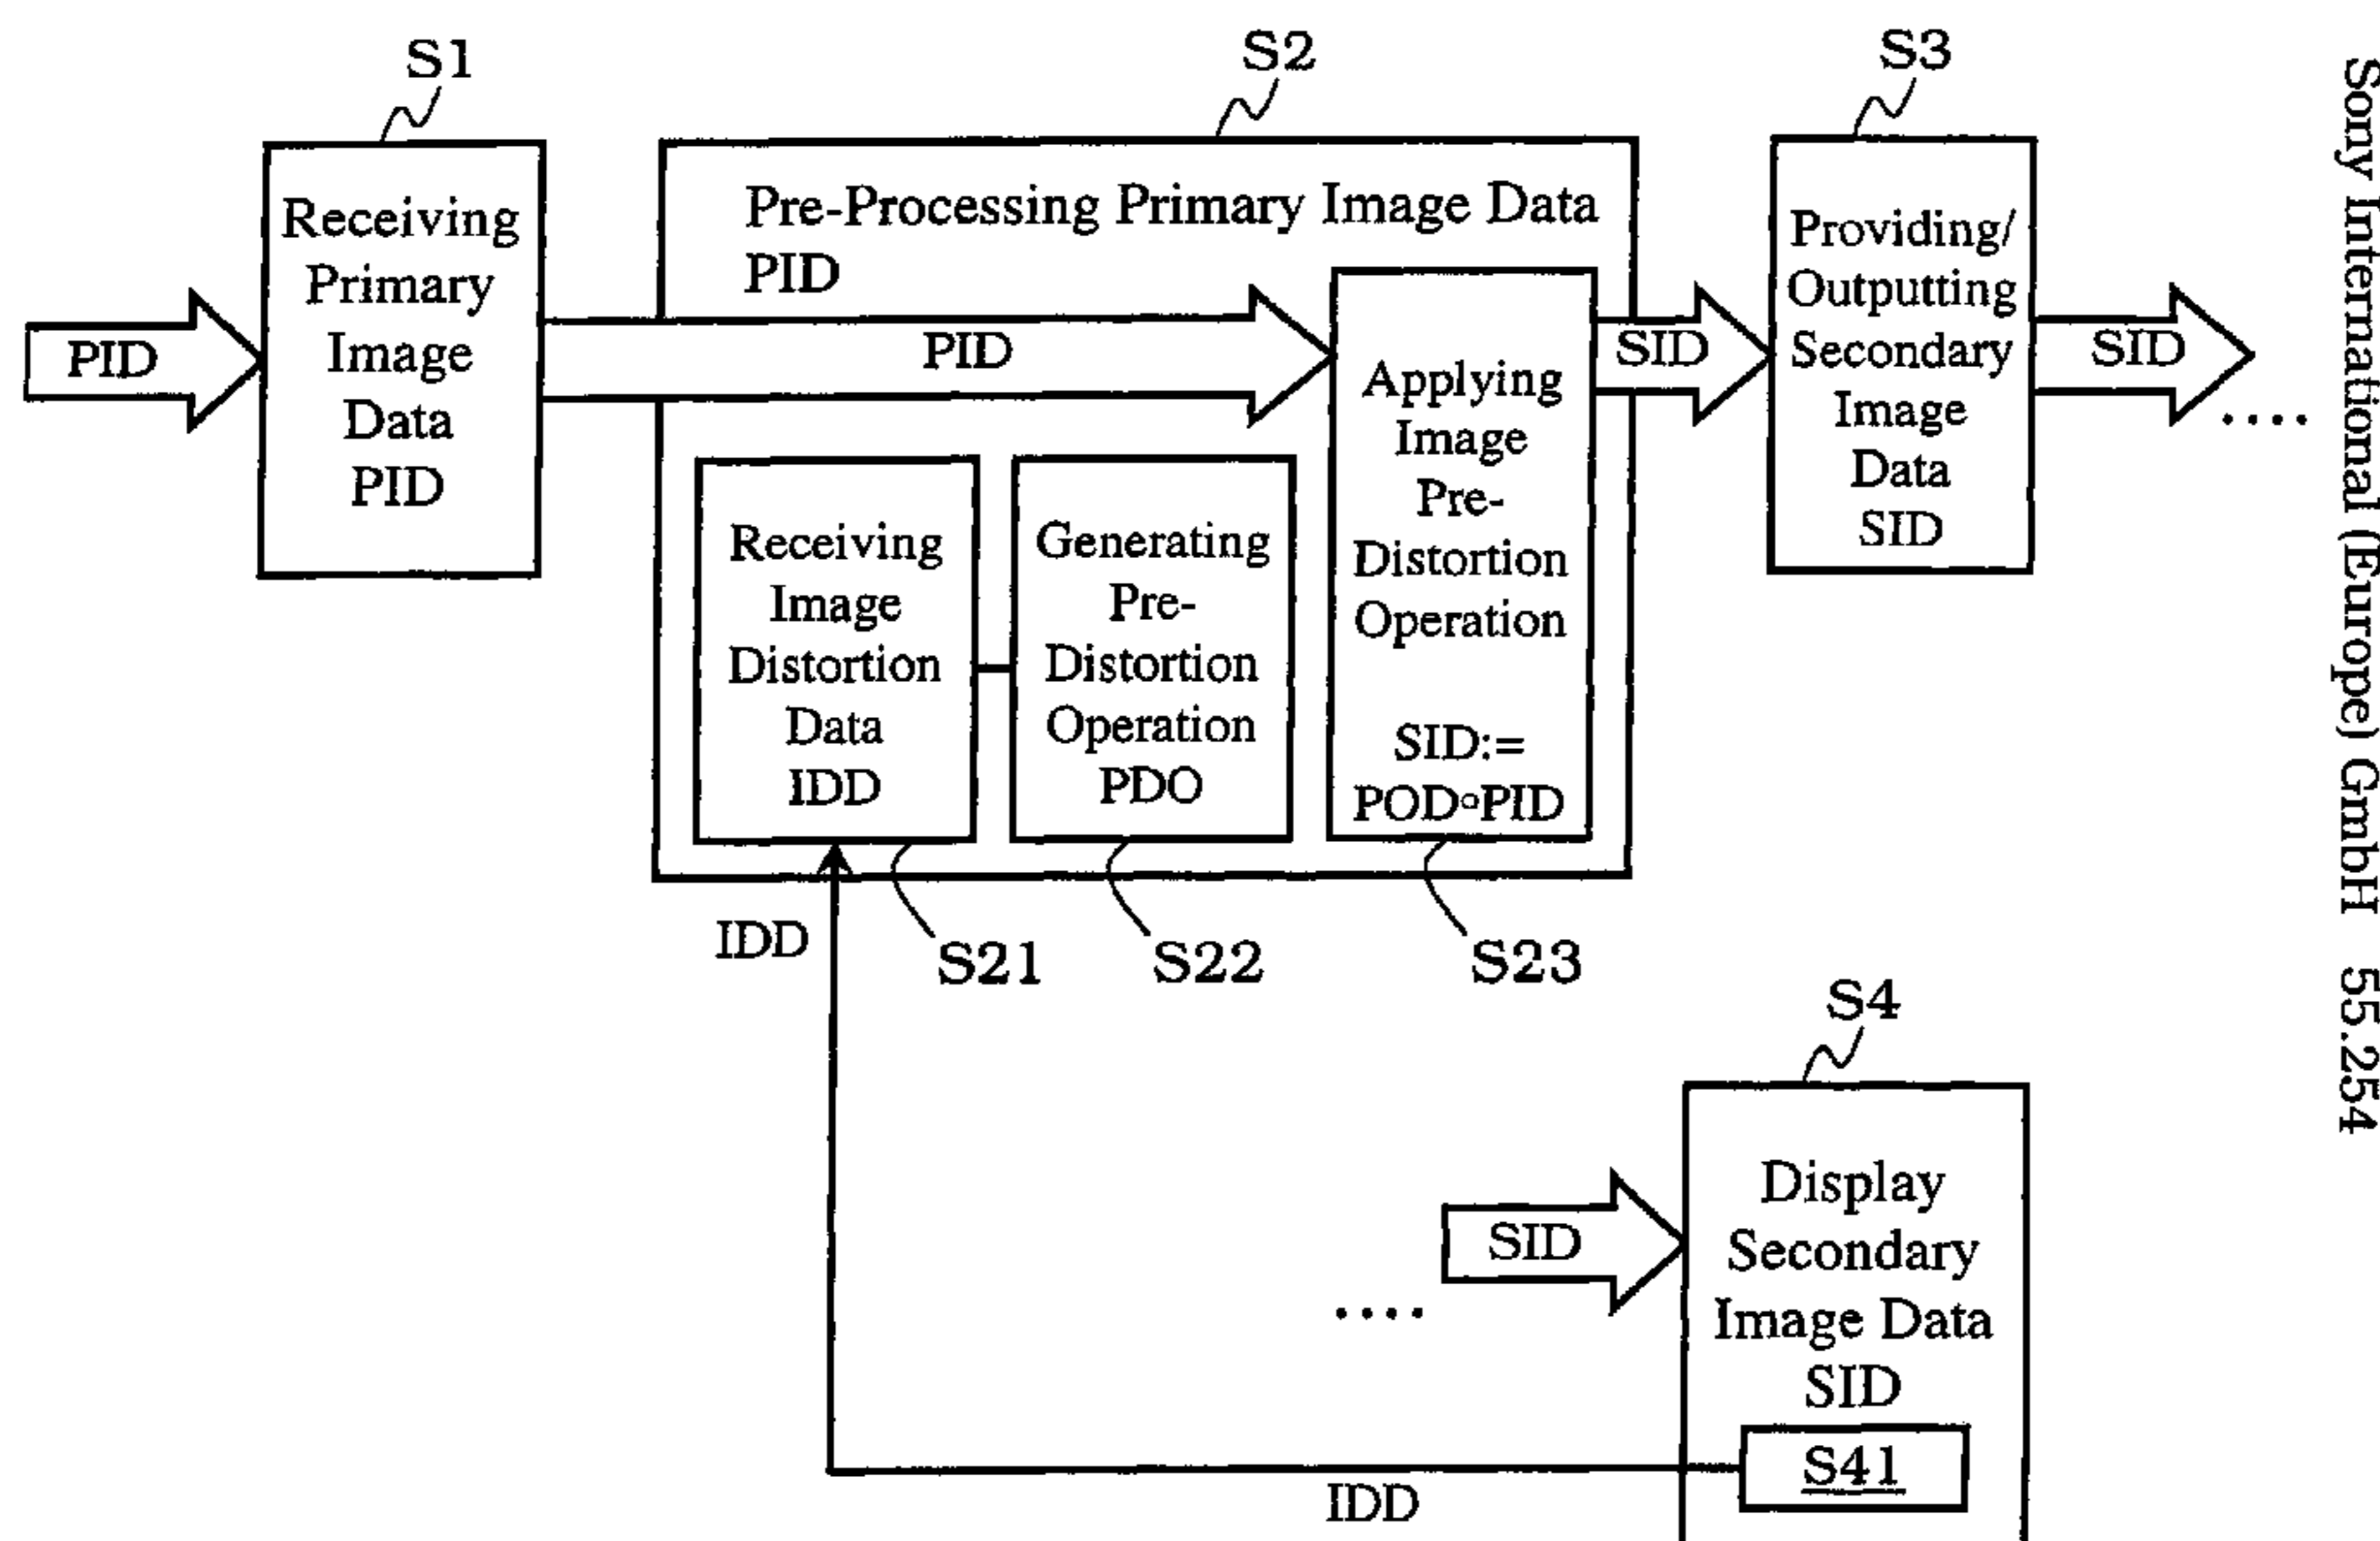 S1
S2
S3
Receiving
Primary
Image
Data
PID
PID
Pre-Processing Primary Image Data
PID
PID
Receiving
Image
Distortion
Data
IDD
Generating
Pre-
Distortion
Operation
PDO
Applying
Image
Pre-
Distortion
Operation
SID:=
POD∘PID
SID
Providing/
Outputting
Secondary
Image
Data
SID
SID
....
IDD
S21
S22
S23
S4
SID
....
Display
Secondary
Image Data
SID
S41
IDD
Sony International (Europe) GmbH 55.254